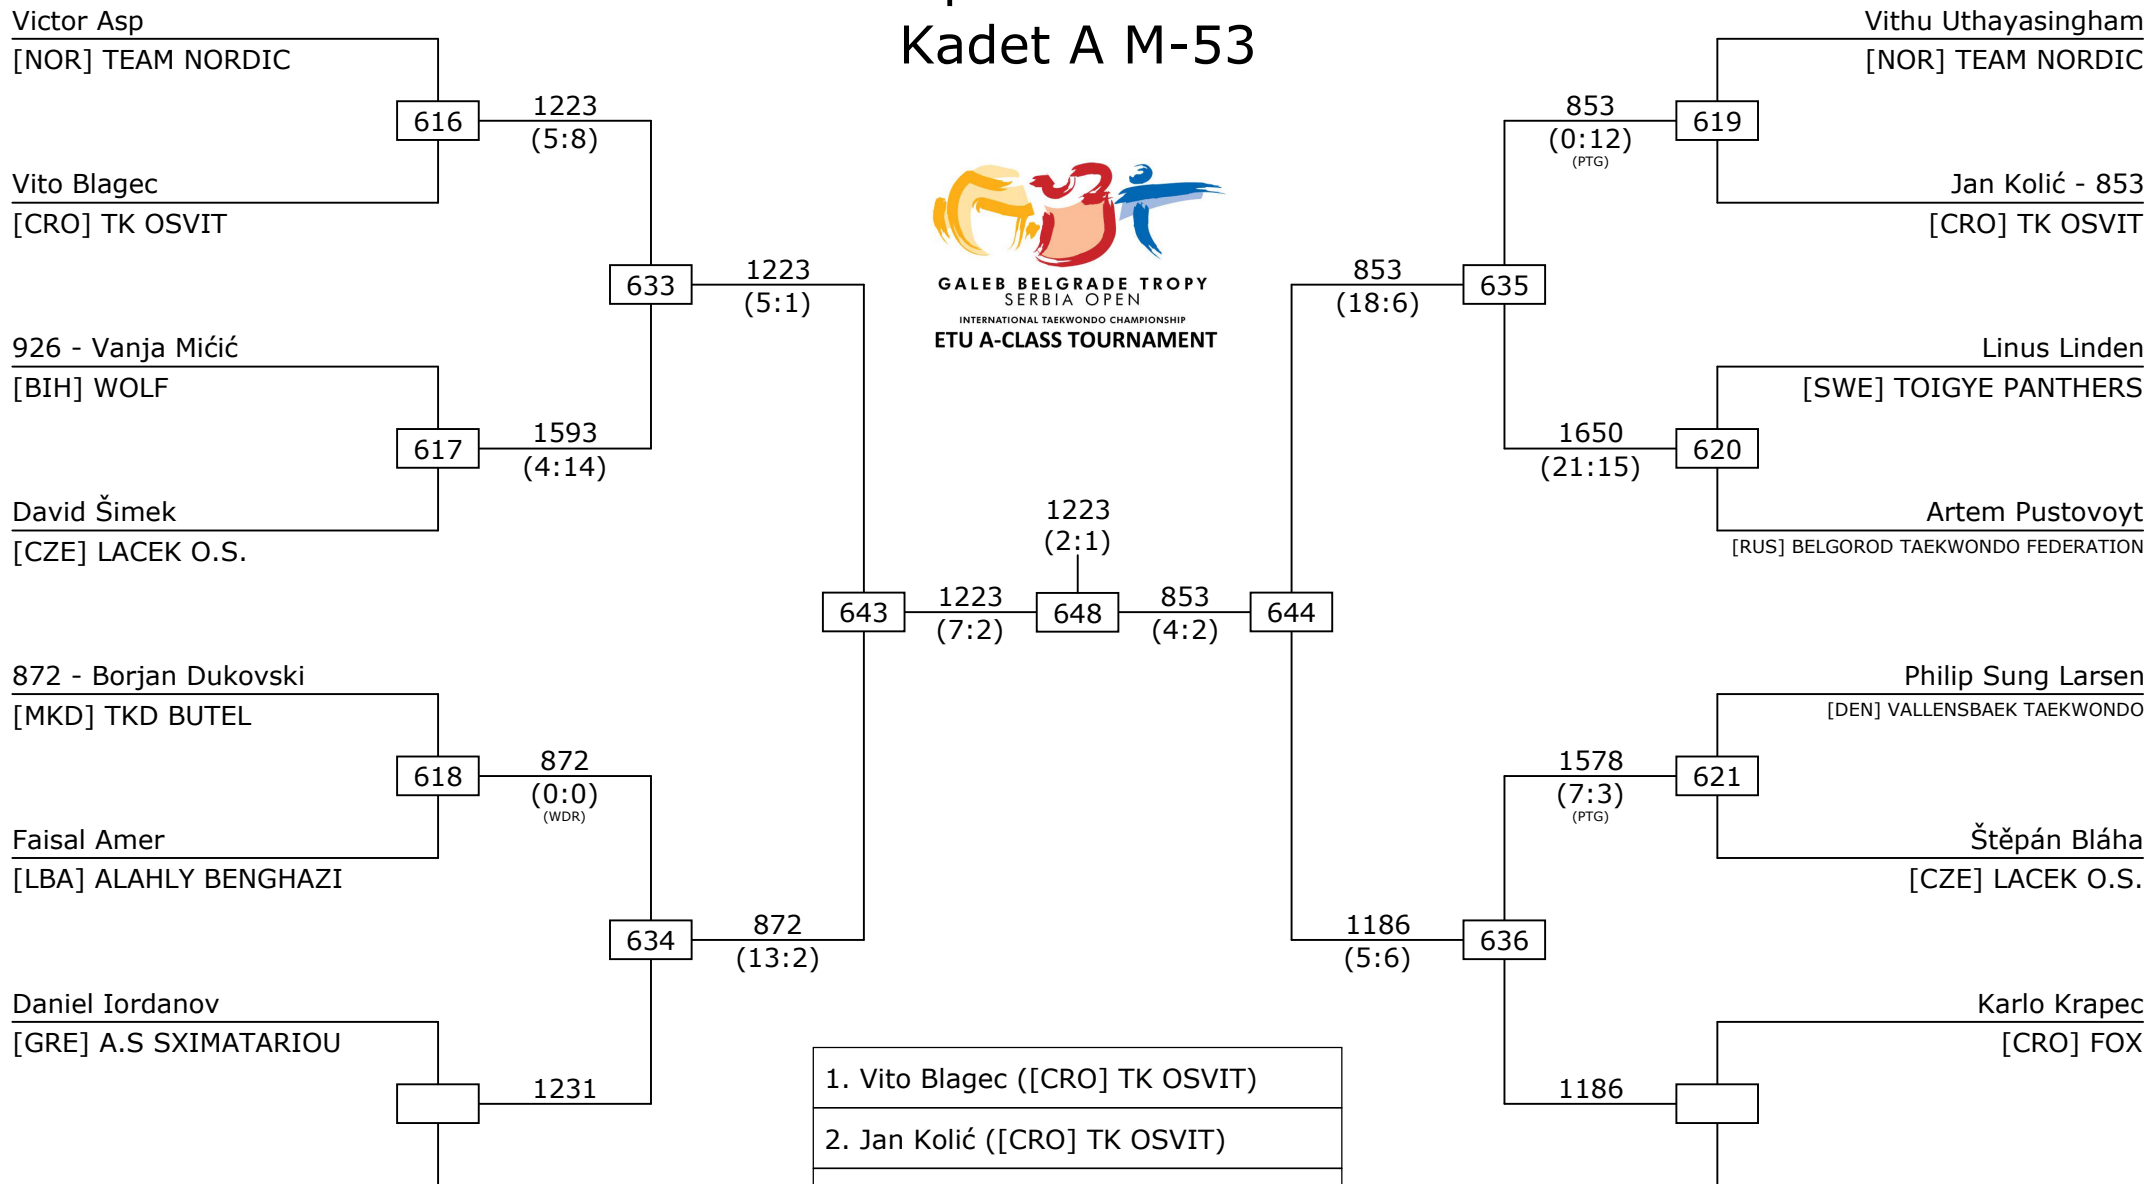 Kadet A M-53
Victor Asp
[NOR] TEAM NORDIC
616
1223
(5:8)
Vito Blagec
[CRO] TK OSVIT
633
1223
(5:1)
926 - Vanja Mićić
[BIH] WOLF
617
1593
(4:14)
David Šimek
[CZE] LACEK O.S.
643
1223
(7:2)
872 - Borjan Dukovski
[MKD] TKD BUTEL
618
872
(0:0)
(WDR)
Faisal Amer
[LBA] ALAHLY BENGHAZI
634
872
(13:2)
Daniel Iordanov
[GRE] A.S SXIMATARIOU
1231
GALEB BELGRADE TROPY
SERBIA OPEN
INTERNATIONAL TAEKWONDO CHAMPIONSHIP
ETU A-CLASS TOURNAMENT
1223
(2:1)
648
Vithu Uthayasingham
[NOR] TEAM NORDIC
853
(0:12)
(PTG)
619
Jan Kolić - 853
[CRO] TK OSVIT
853
(18:6)
635
Linus Linden
[SWE] TOIGYE PANTHERS
1650
(21:15)
620
Artem Pustovoyt
[RUS] BELGOROD TAEKWONDO FEDERATION
853
(4:2)
644
Philip Sung Larsen
[DEN] VALLENSBAEK TAEKWONDO
1578
(7:3)
(PTG)
621
Štěpán Bláha
[CZE] LACEK O.S.
1186
(5:6)
636
Karlo Krapec
[CRO] FOX
1186
1. Vito Blagec ([CRO] TK OSVIT)
2. Jan Kolić ([CRO] TK OSVIT)